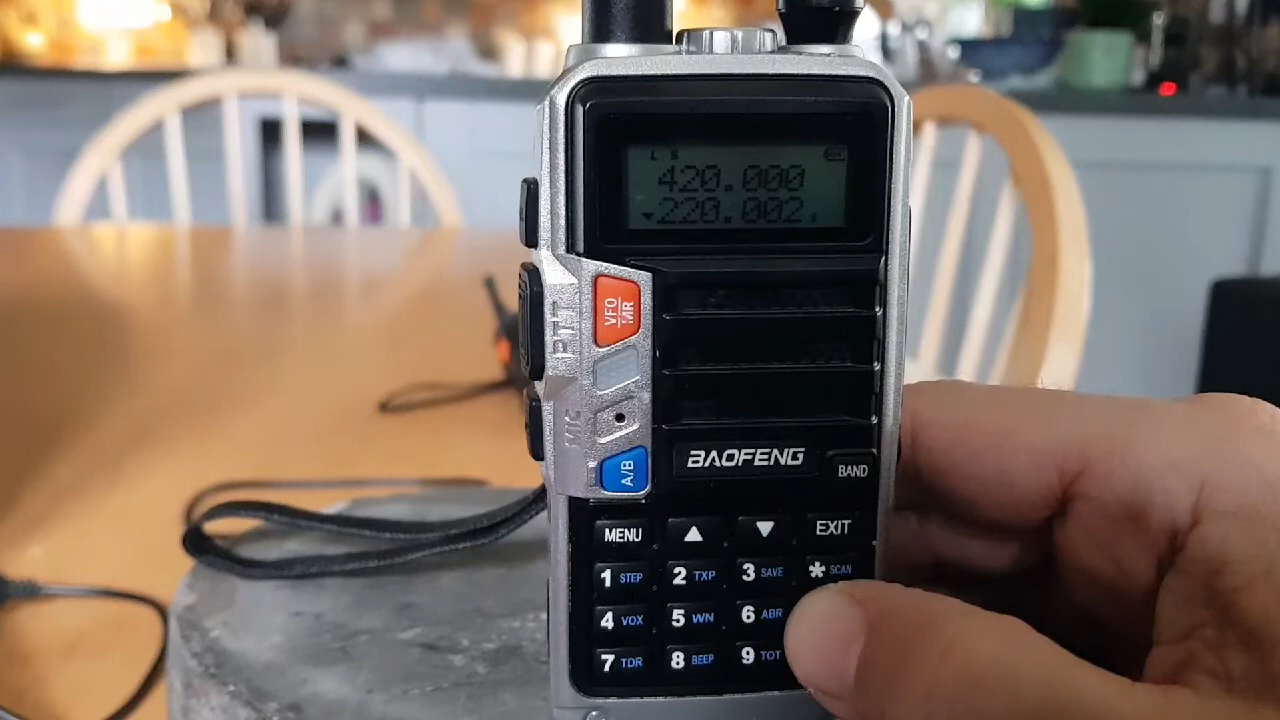 L S
420.000
220.002
VFO
MR
PTT
MIC
A/B
BAOFENG
BAND
MENU ▲ ▼ EXIT
1 STEP 2 TXP 3 SAVE * SCAN
4 VOX 5 WN 6 ABR
7 TDR 8 BEEP 9 TOT